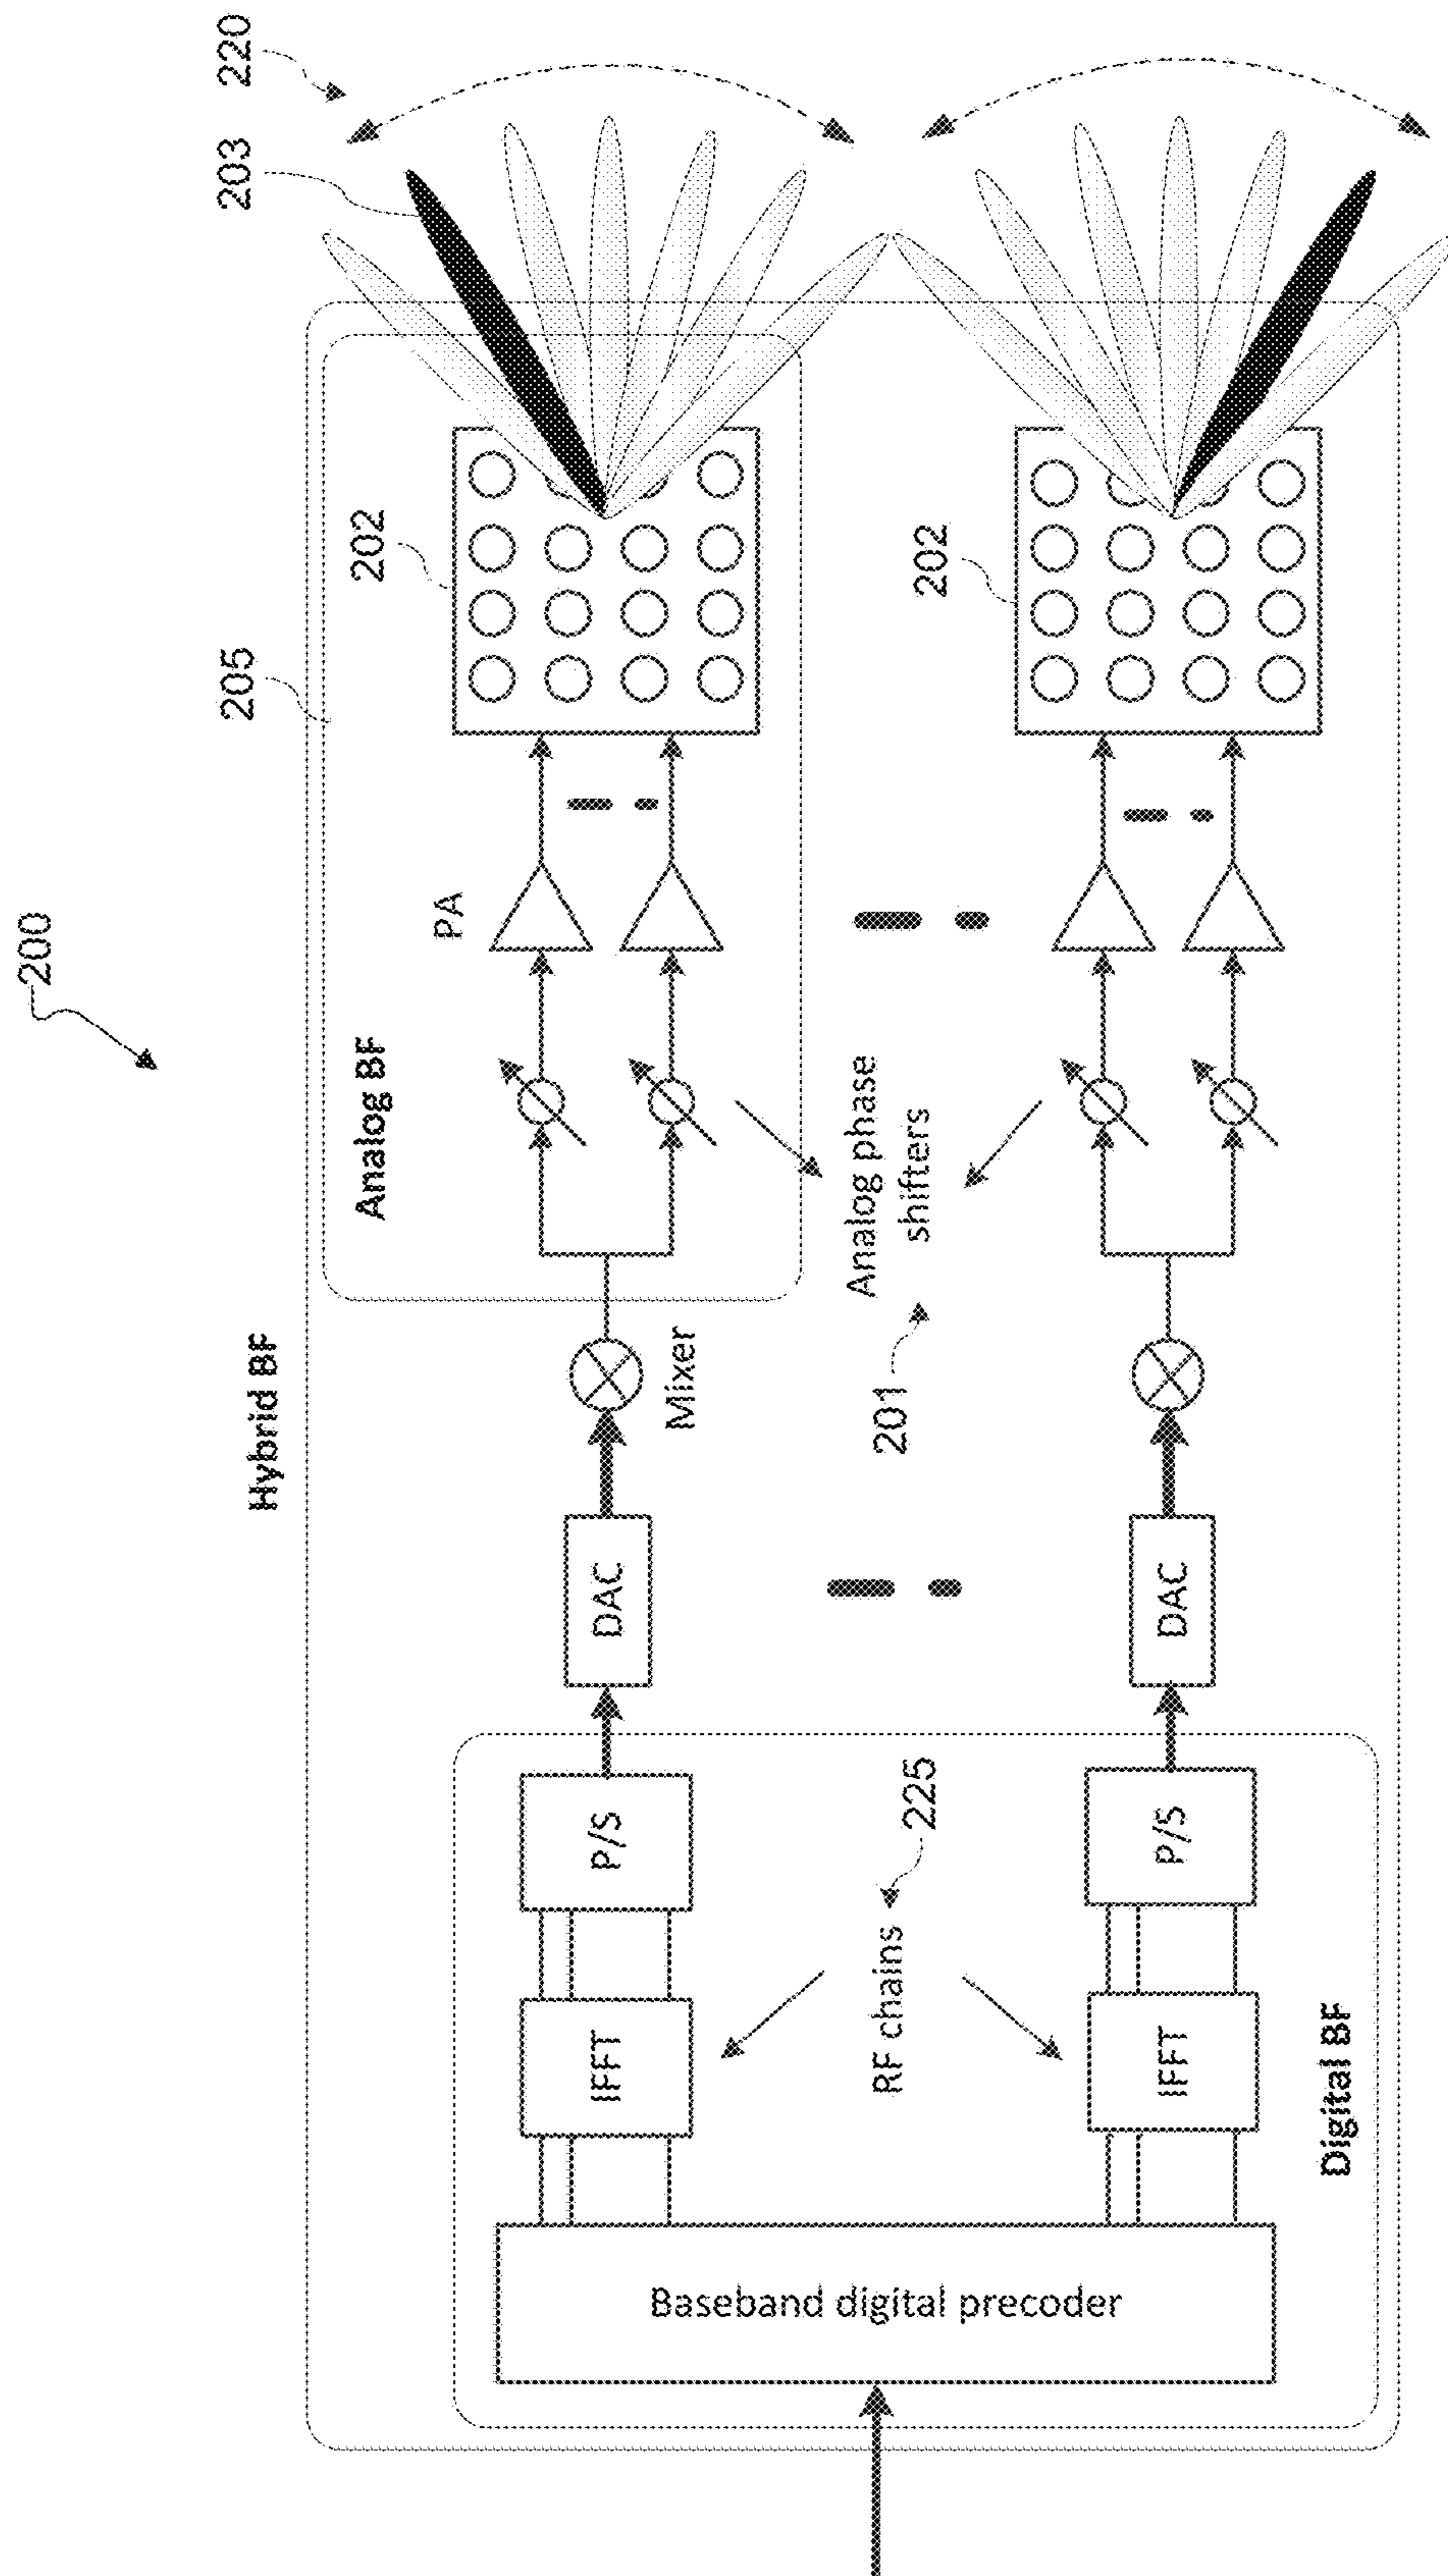 200
Hybrid BF
205
203
220
Analog BF
PA
202
IFFT
P/S
DAC
Mixer
Baseband digital precoder
RF chains
225
201
Analog phase
shifters
202
IFFT
P/S
DAC
Digital BF